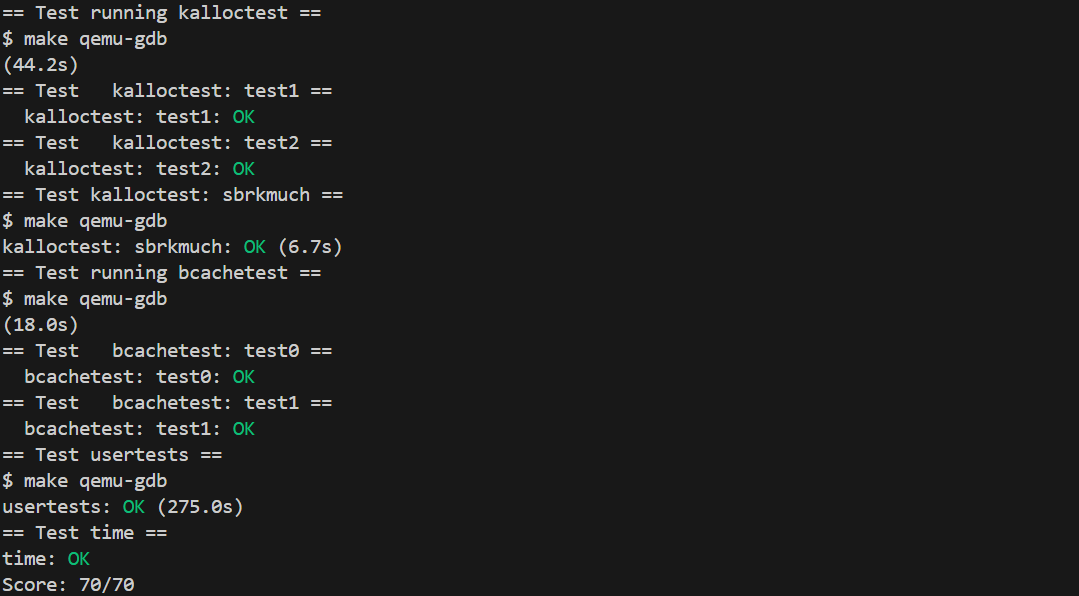 == Test running kalloctest ==
$ make qemu-gdb
(44.2s)
== Test   kalloctest: test1 ==
  kalloctest: test1: OK
== Test   kalloctest: test2 ==
  kalloctest: test2: OK
== Test kalloctest: sbrkmuch ==
$ make qemu-gdb
kalloctest: sbrkmuch: OK (6.7s)
== Test running bcachetest ==
$ make qemu-gdb
(18.0s)
== Test   bcachetest: test0 ==
  bcachetest: test0: OK
== Test   bcachetest: test1 ==
  bcachetest: test1: OK
== Test usertests ==
$ make qemu-gdb
usertests: OK (275.0s)
== Test time ==
time: OK
Score: 70/70